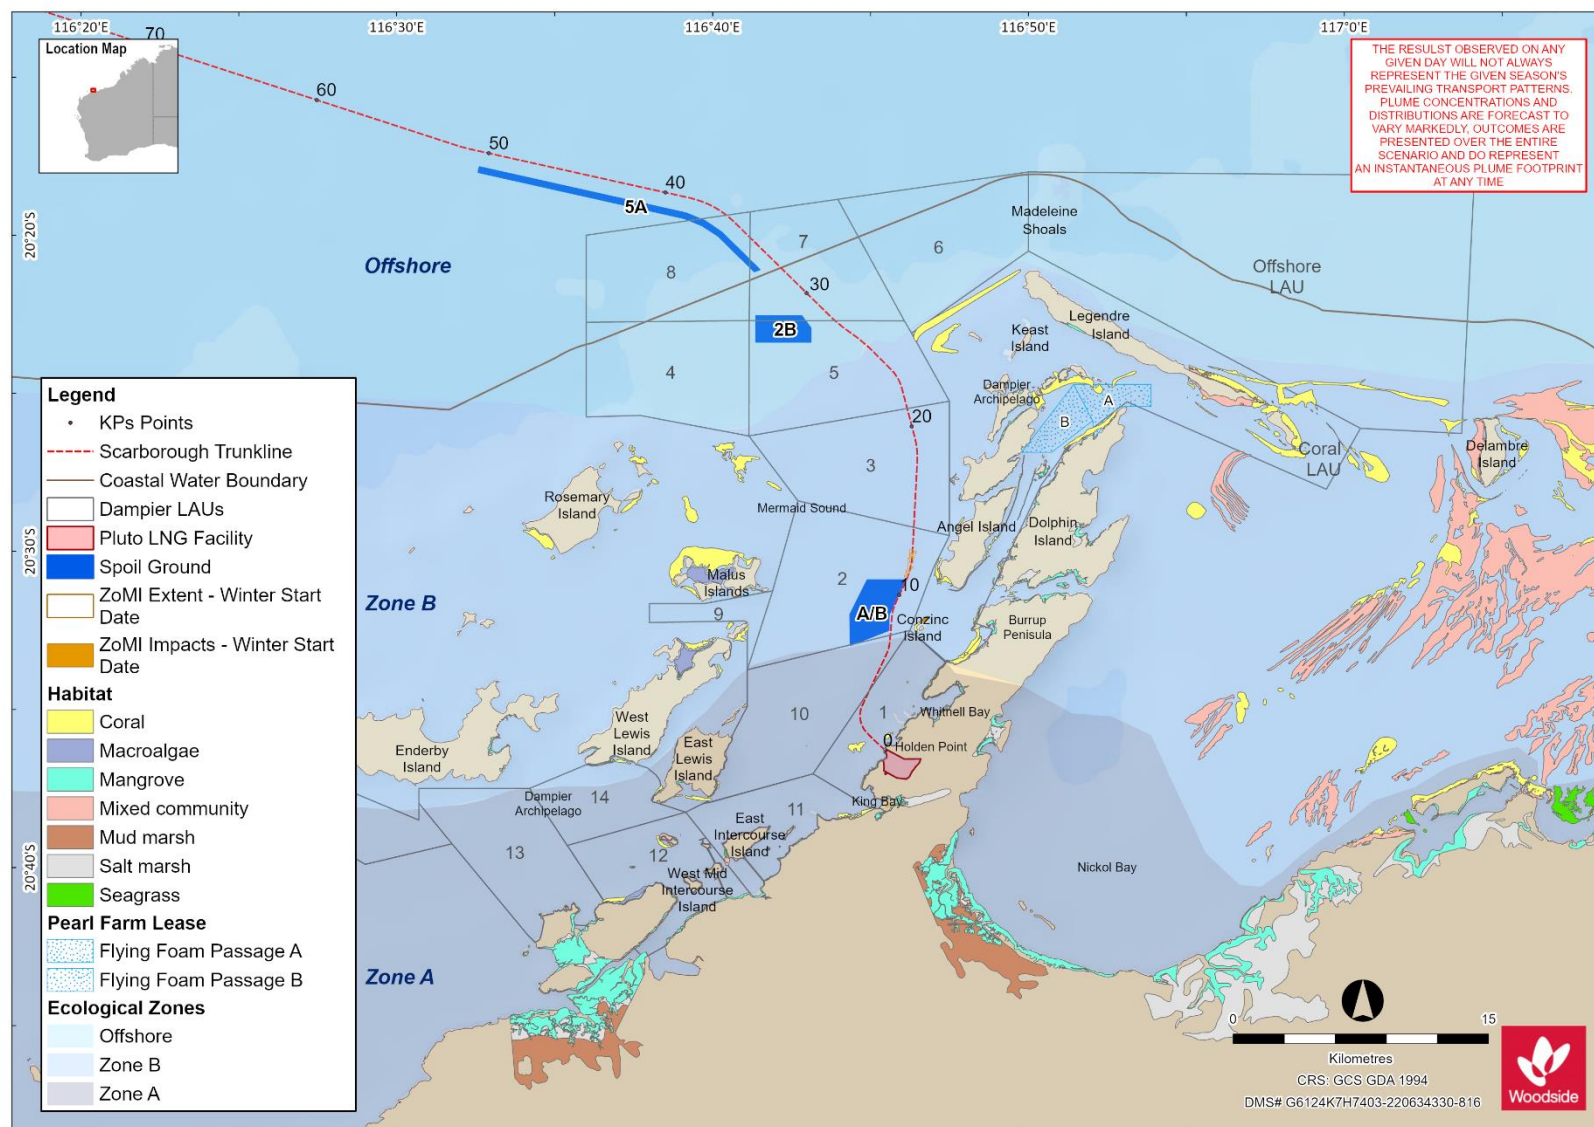 116°20'E
116°30'E
116°40'E
116°50'E
117°0'E
20°20'S
20°30'S
20°40'S
Location Map
THE RESULST OBSERVED ON ANY
GIVEN DAY WILL NOT ALWAYS
REPRESENT THE GIVEN SEASON'S
PREVAILING TRANSPORT PATTERNS.
PLUME CONCENTRATIONS AND
DISTRIBUTIONS ARE FORECAST TO
VARY MARKEDLY, OUTCOMES ARE
PRESENTED OVER THE ENTIRE
SCENARIO AND DO REPRESENT
AN INSTANTANEOUS PLUME FOOTPRINT
AT ANY TIME
70
60
50
40
30
20
10
0
5A
2B
A/B
Offshore
Zone B
Zone A
8
7
6
4
5
3
2
9
10
1
14
11
13
12
Madeleine
Shoals
Offshore
LAU
Legendre
Island
Keast
Island
Dampier
Archipelago
A
B
Coral
LAU
Delambre
Island
Rosemary
Island
Mermaid Sound
Angel Island
Dolphin
Island
Malus
Islands
Conzinc
Island
Burrup
Penisula
Whitnell Bay
Holden Point
West
Lewis
Island
East
Lewis
Island
Enderby
Island
Dampier
Archipelago
King Bay
East
Intercourse
Island
West Mid
Intercourse
Island
Nickol Bay
Legend
KPs Points
Scarborough Trunkline
Coastal Water Boundary
Dampier LAUs
Pluto LNG Facility
Spoil Ground
ZoMI Extent - Winter Start
Date
ZoMI Impacts - Winter Start
Date
Habitat
Coral
Macroalgae
Mangrove
Mixed community
Mud marsh
Salt marsh
Seagrass
Pearl Farm Lease
Flying Foam Passage A
Flying Foam Passage B
Ecological Zones
Offshore
Zone B
Zone A
0 15
Kilometres
CRS: GCS GDA 1994
DMS# G6124K7H7403-220634330-816
Woodside